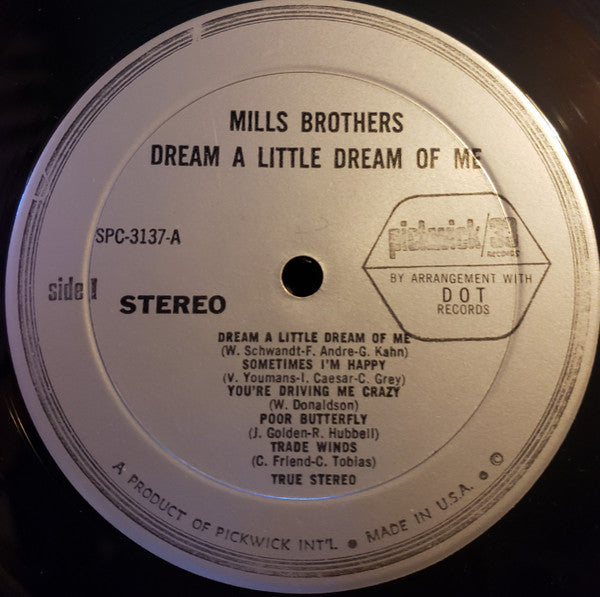 MILLS BROTHERS
DREAM A LITTLE DREAM OF ME
SPC-3137-A
pickwick/33
RECORDS
BY ARRANGEMENT WITH
DOT
RECORDS
side 1
STEREO
DREAM A LITTLE DREAM OF ME
(W. Schwandt-F. Andre-G. Kahn)
SOMETIMES I'M HAPPY
(V. Youmans-I. Caesar-C. Grey)
YOU'RE DRIVING ME CRAZY
(W. Donaldson)
POOR BUTTERFLY
(J. Golden-R. Hubbell)
TRADE WINDS
(C. Friend-C. Tobias)
TRUE STEREO
A PRODUCT OF PICKWICK INT'L ● MADE IN U.S.A. ● ©